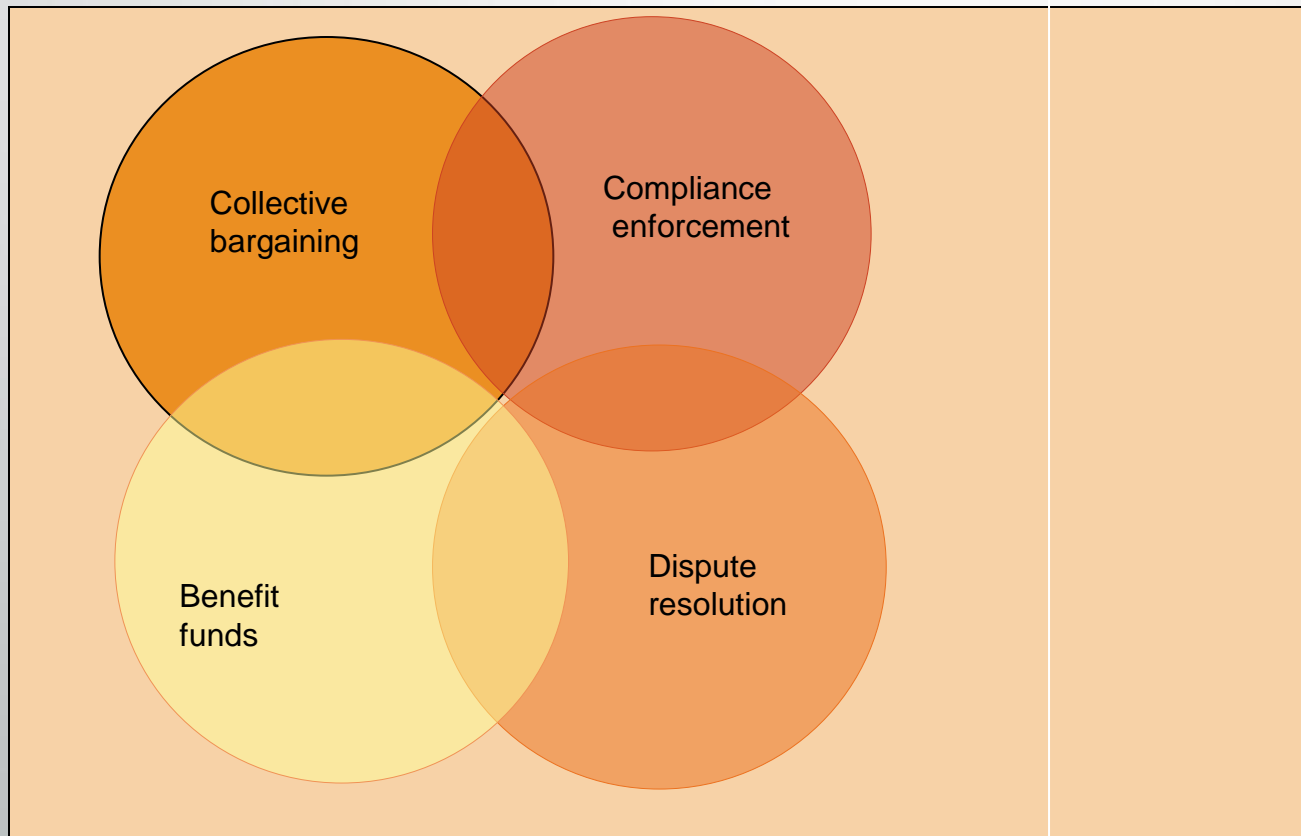 Collective
bargaining
Compliance
enforcement
Benefit
funds
Dispute
resolution